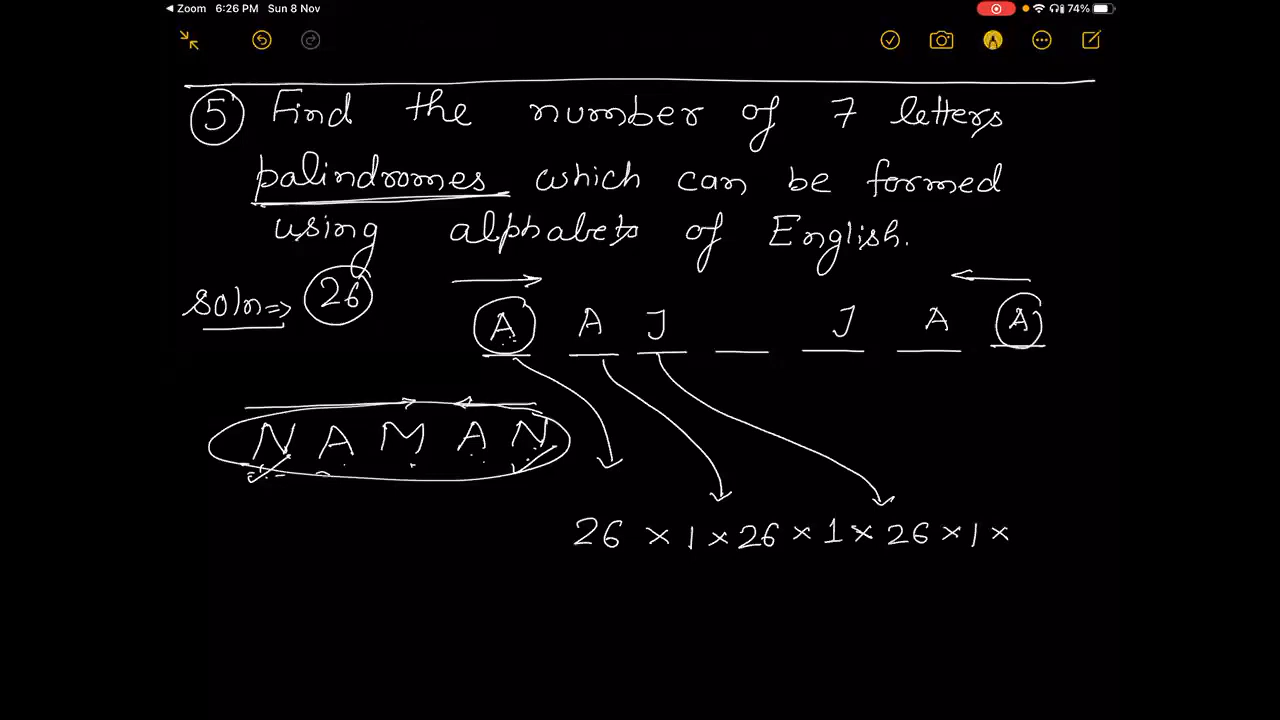 Zoom 6:26 PM Sun 8 Nov 74%
5 Find the number of 7 letters
palindromes which can be formed
using alphabets of English.
soln=> 26
A A J J A A
N A M A N
26 × 1 × 26 × 1 × 26 × 1 ×